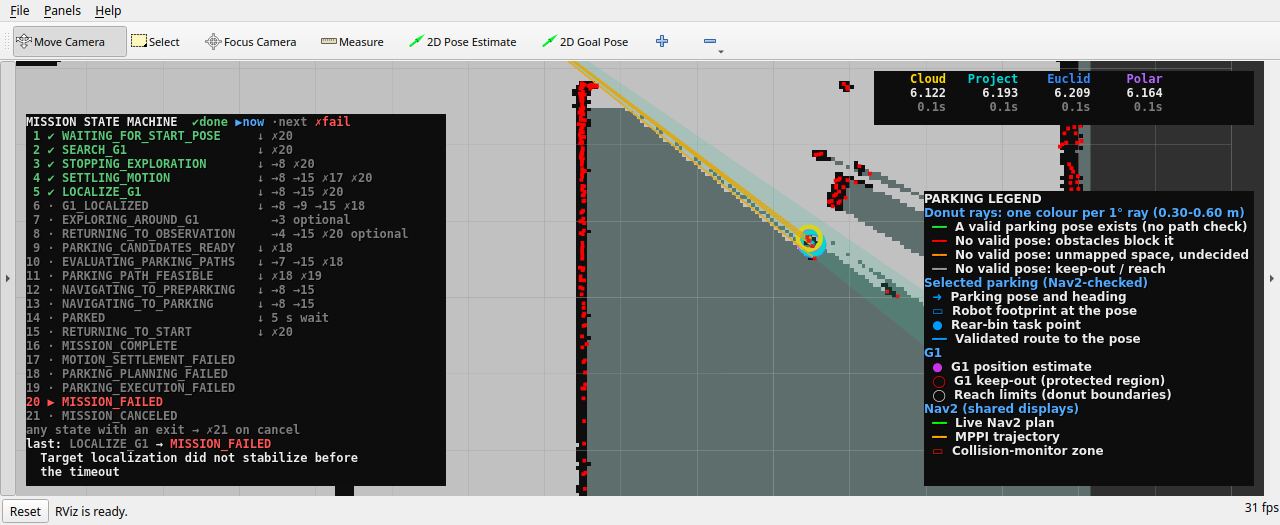 File Panels Help
Move Camera Select Focus Camera Measure 2D Pose Estimate 2D Goal Pose
Cloud Project Euclid Polar
6.122 6.193 6.209 6.164
0.1s 0.1s 0.1s 0.1s
MISSION STATE MACHINE ✓done ▶now ·next ✗fail
1 ✓ WAITING_FOR_START_POSE ↓ ✗20
2 ✓ SEARCH_G1 ↓ ✗20
3 ✓ STOPPING_EXPLORATION ↓ →8 ✗20
4 ✓ SETTLING_MOTION ↓ →8 →15 ✗17 ✗20
5 ✓ LOCALIZE_G1 ↓ →8 →15 ✗20
6 · G1_LOCALIZED ↓ →8 →9 →15 ✗18
7 · EXPLORING_AROUND_G1 →3 optional
8 · RETURNING_TO_OBSERVATION →4 →15 ✗20 optional
9 · PARKING_CANDIDATES_READY ↓ ✗18
10 · EVALUATING_PARKING_PATHS ↓ →7 →15 ✗18
11 · PARKING_PATH_FEASIBLE ↓ ✗18 ✗19
12 · NAVIGATING_TO_PREPARKING ↓ →8 →15
13 · NAVIGATING_TO_PARKING ↓ →8 →15
14 · PARKED ↓ 5 s wait
15 · RETURNING_TO_START ↓ ✗20
16 · MISSION_COMPLETE
17 · MOTION_SETTLEMENT_FAILED
18 · PARKING_PLANNING_FAILED
19 · PARKING_EXECUTION_FAILED
20 ▶ MISSION_FAILED
21 · MISSION_CANCELED
any state with an exit → ✗21 on cancel
last: LOCALIZE_G1 → MISSION_FAILED
Target localization did not stabilize before
the timeout
PARKING LEGEND
Donut rays: one colour per 1° ray (0.30-0.60 m)
A valid parking pose exists (no path check)
No valid pose: obstacles block it
No valid pose: unmapped space, undecided
No valid pose: keep-out / reach
Selected parking (Nav2-checked)
Parking pose and heading
Robot footprint at the pose
Rear-bin task point
Validated route to the pose
G1
G1 position estimate
G1 keep-out (protected region)
Reach limits (donut boundaries)
Nav2 (shared displays)
Live Nav2 plan
MPPI trajectory
Collision-monitor zone
Reset RViz is ready. 31 fps